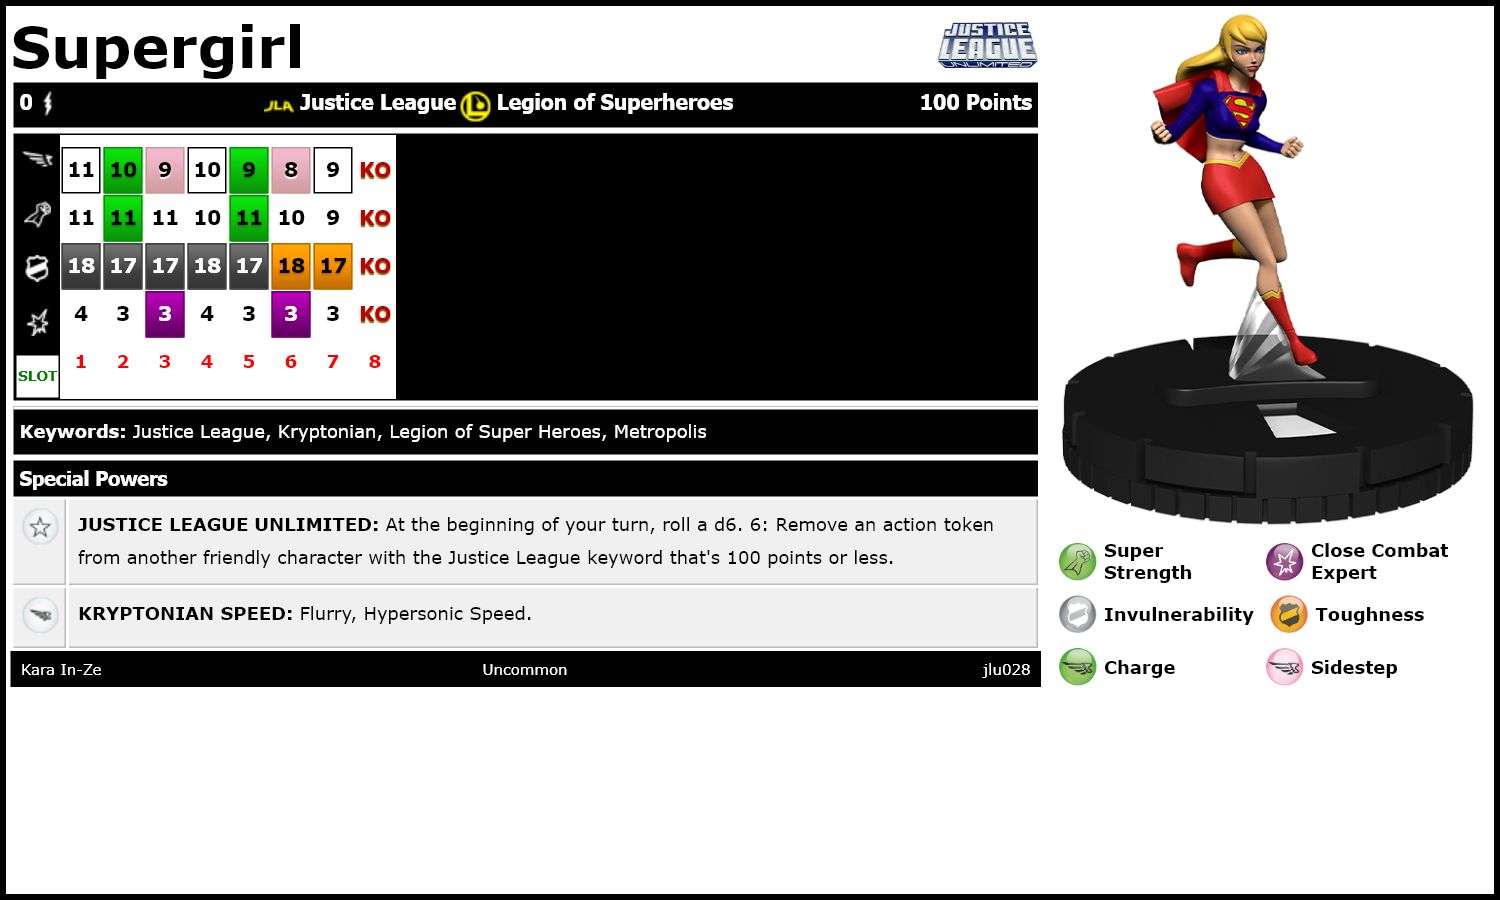 Supergirl
JUSTICE
LEAGUE
UNLIMITED
0 JLA Justice League L Legion of Superheroes 100 Points
11 10 9 10 9 8 9 KO
11 11 11 10 11 10 9 KO
18 17 17 18 17 18 17 KO
4 3 3 4 3 3 3 KO
SLOT 1 2 3 4 5 6 7 8
Keywords: Justice League, Kryptonian, Legion of Super Heroes, Metropolis
Special Powers
JUSTICE LEAGUE UNLIMITED: At the beginning of your turn, roll a d6. 6: Remove an action token
from another friendly character with the Justice League keyword that's 100 points or less.
KRYPTONIAN SPEED: Flurry, Hypersonic Speed.
Kara In-Ze Uncommon jlu028
S
Super
Strength
Close Combat
Expert
Invulnerability
Toughness
Charge
Sidestep